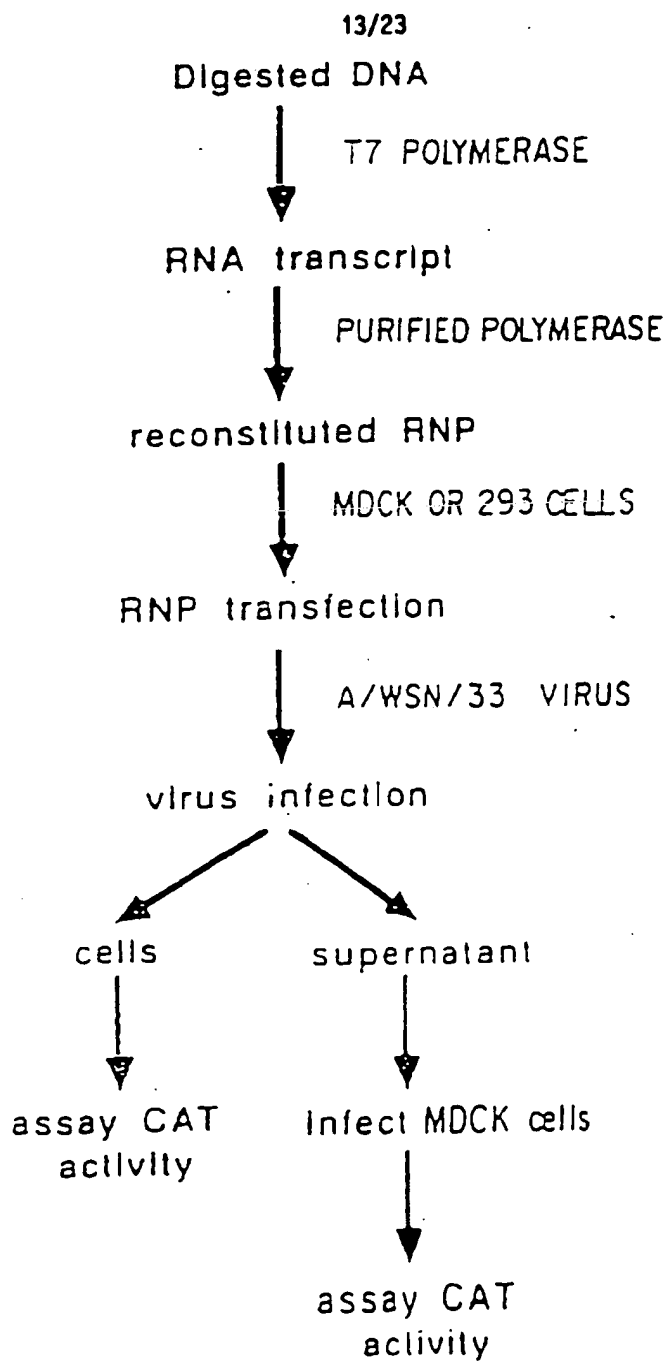 13/23
Digested DNA
T7 POLYMERASE
RNA transcript
PURIFIED POLYMERASE
reconstituted RNP
MDCK OR 293 CELLS
RNP transfection
A/WSN/33 VIRUS
virus infection
cells
supernatant
assay CAT
activity
infect MDCK cells
assay CAT
activity